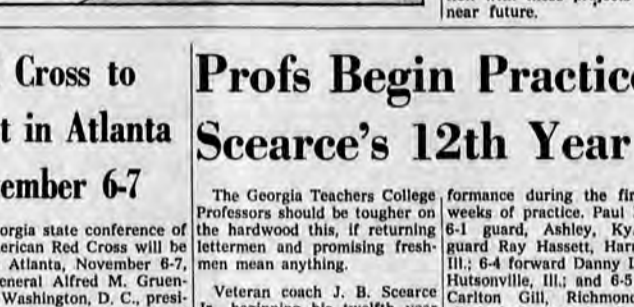 near future.
Cross to
t in Atlanta
ember 6-7
orgia state conference of
erican Red Cross will be
Atlanta, November 6-7,
eneral Alfred M. Gruen-
Washington, D. C., presi-
Profs Begin Practice
Scearce's 12th Year
The Georgia Teachers College
Professors should be tougher on
the hardwood this, if returning
lettermen and promising fresh-
men mean anything.
Veteran coach J. B. Scearce
formance during the fir
weeks of practice. Paul
6-1 guard, Ashley, Ky.
guard Ray Hassett, Harr
Ill.; 6-4 forward Danny
Hutsonville, Ill.; and 6-5
Carlton Gill, Richmon